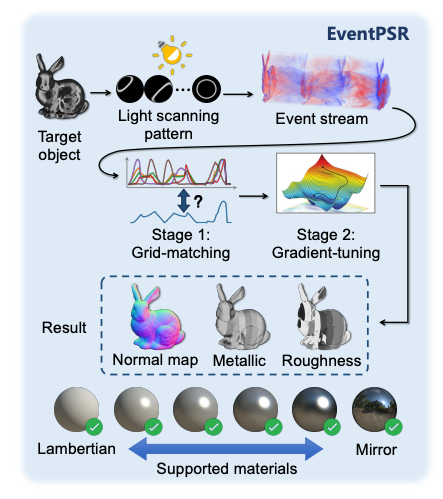 EventPSR
Target
object
Light scanning
pattern
Event stream
?
Stage 1:
Grid-matching
Stage 2:
Gradient-tuning
Result
Normal map
Metallic
Roughness
Lambertian
Mirror
Supported materials